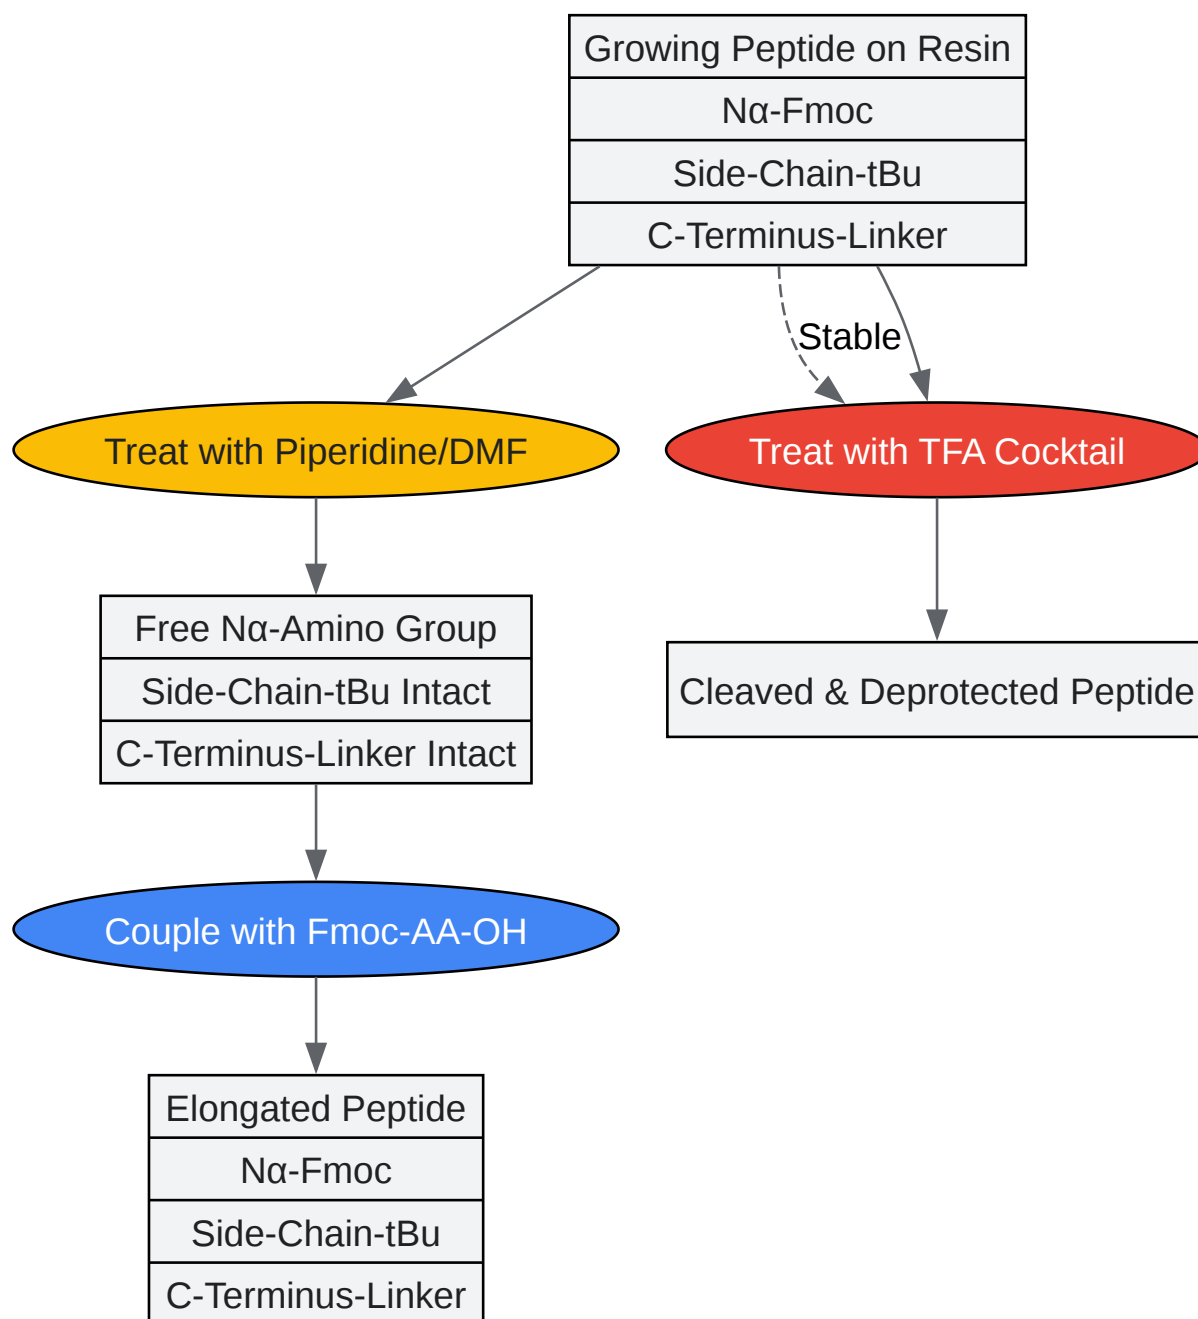 Growing Peptide on Resin
Nα-Fmoc
Side-Chain-tBu
C-Terminus-Linker
Stable
Treat with Piperidine/DMF
Treat with TFA Cocktail
Free Nα-Amino Group
Side-Chain-tBu Intact
C-Terminus-Linker Intact
Cleaved & Deprotected Peptide
Couple with Fmoc-AA-OH
Elongated Peptide
Nα-Fmoc
Side-Chain-tBu
C-Terminus-Linker